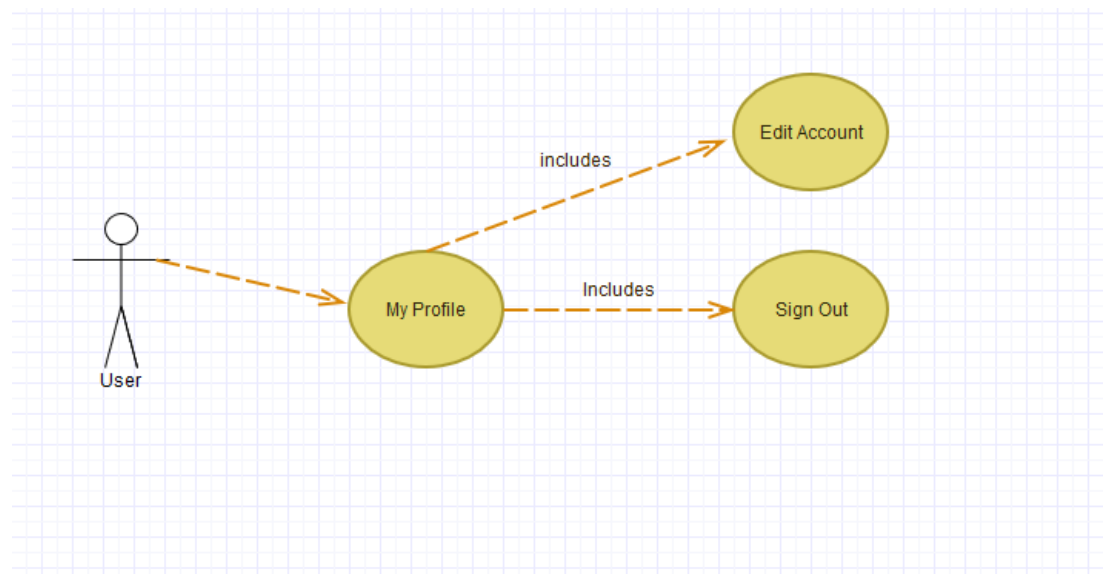 Edit Account
includes
Includes
My Profile
Sign Out
User